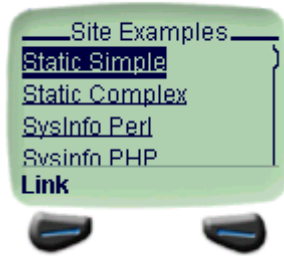 Site Examples
Static Simple
Static Complex
SysInfo Perl
Sysinfo PHP
Link